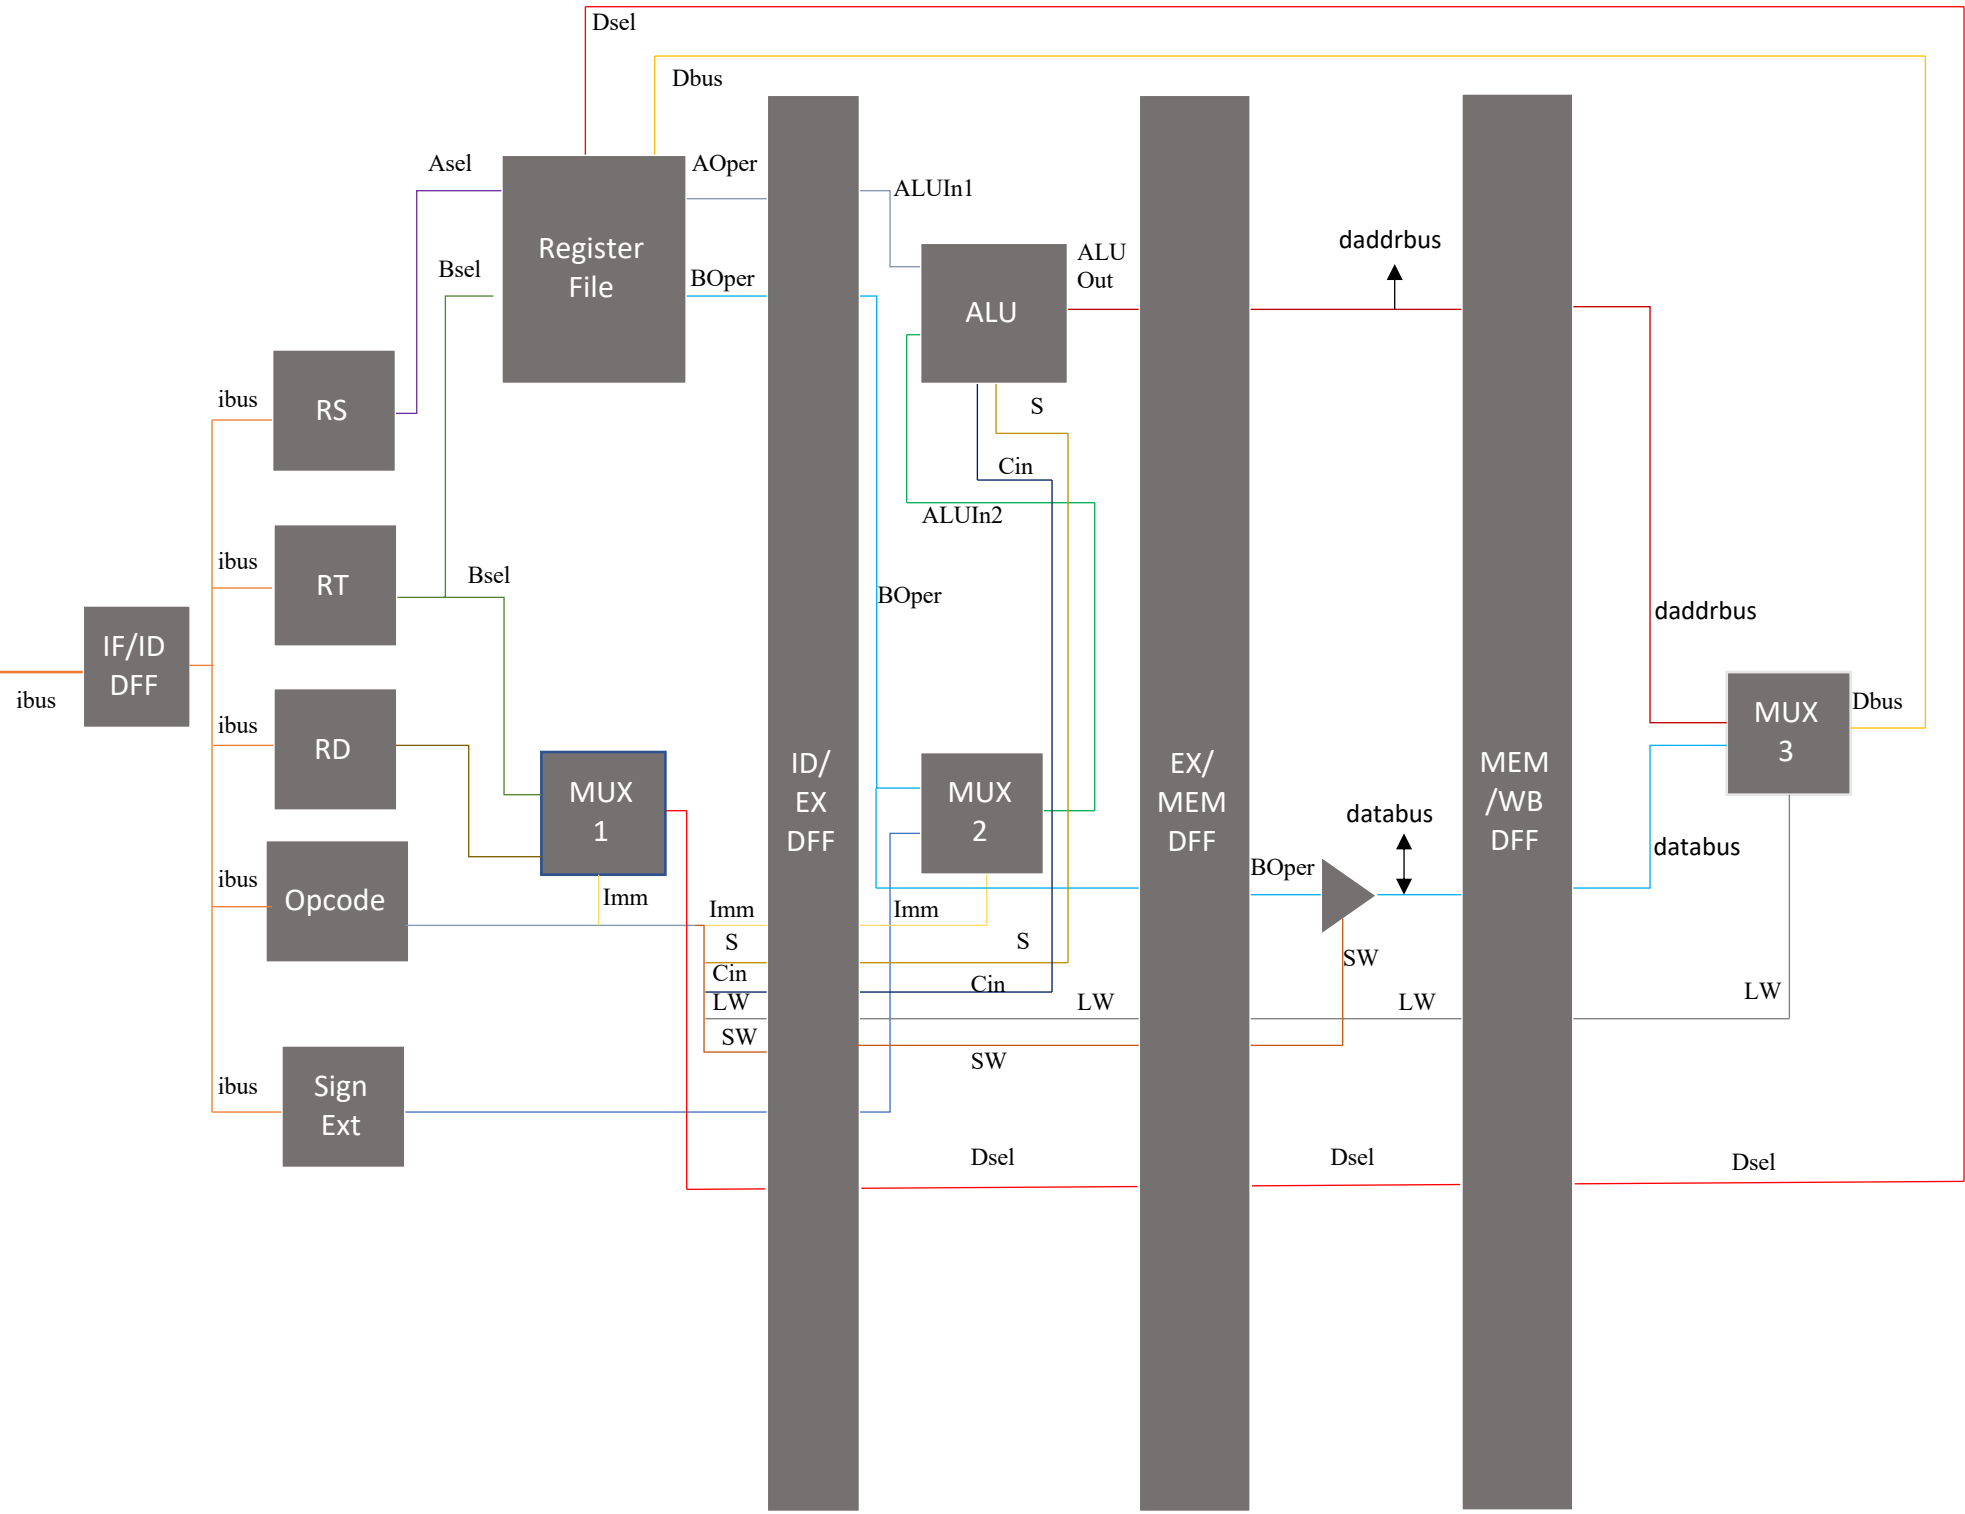 Dsel
Dbus
Asel
AOper
ALUIn1
Register
File
Bsel
BOper
ALU
Out
daddrbus
ALU
ibus
RS
S
Cin
ALUIn2
ibus
RT
Bsel
BOper
daddrbus
IF/ID
DFF
ibus
ibus
RD
MUX
1
ID/
EX
DFF
MUX
2
EX/
MEM
DFF
MEM
/WB
DFF
MUX
3
Dbus
databus
databus
BOper
ibus
Opcode
Imm
Imm
Imm
S
S
SW
Cin
Cin
LW
LW
LW
LW
SW
SW
ibus
Sign
Ext
Dsel
Dsel
Dsel